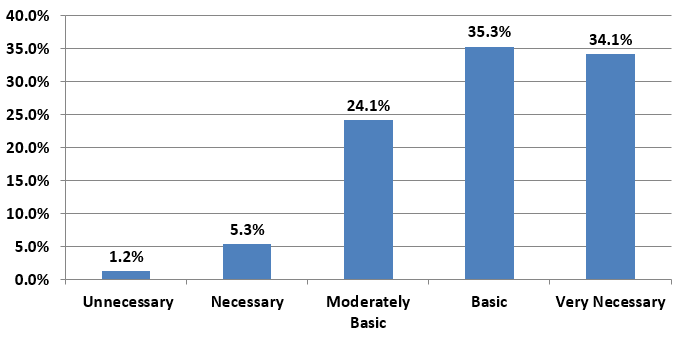 40.0%
35.0%
30.0%
25.0%
20.0%
15.0%
10.0%
5.0%
0.0%
1.2%
5.3%
24.1%
35.3%
34.1%
Unnecessary
Necessary
Moderately
Basic
Basic
Very Necessary